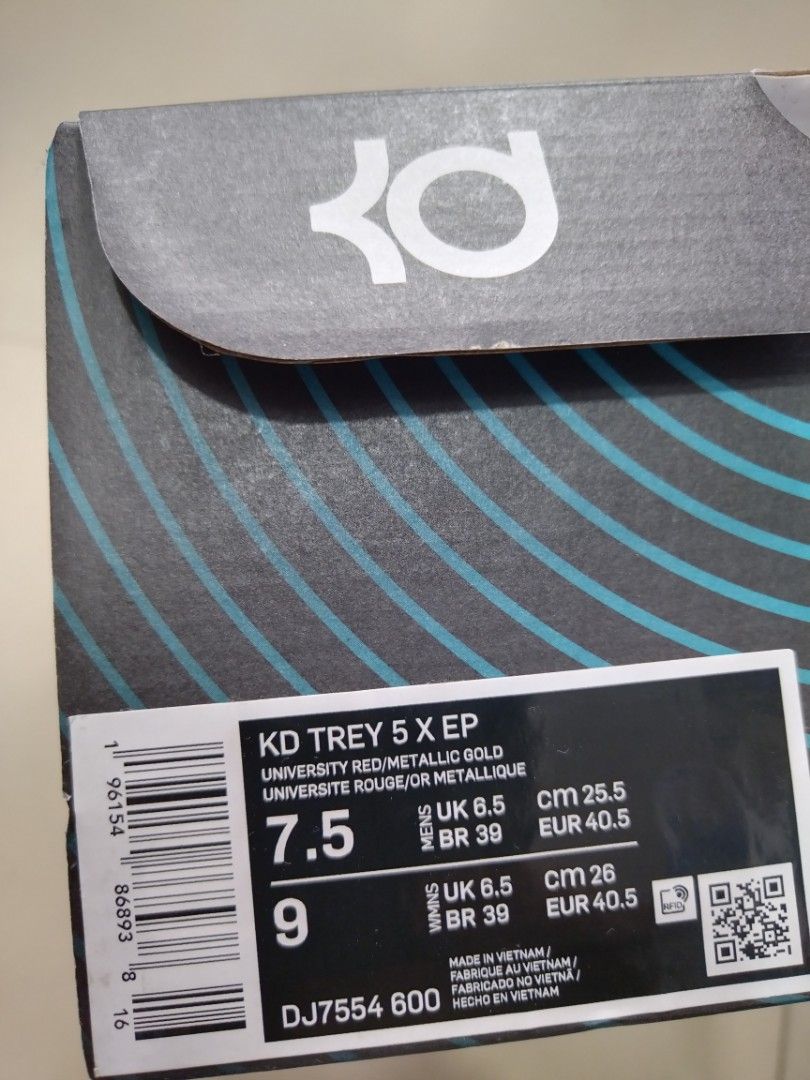 KD
KD TREY 5 X EP
UNIVERSITY RED/METALLIC GOLD
UNIVERSITE ROUGE/OR METALLIQUE
7.5
MENS
UK 6.5
BR 39
cm 25.5
EUR 40.5
9
WMNS
UK 6.5
BR 39
cm 26
EUR 40.5
RFID
DJ7554 600
MADE IN VIETNAM /
FABRIQUE AU VIETNAM /
FABRICADO NO VIETNÃ /
HECHO EN VIETNAM
1 96154 86893 8 16